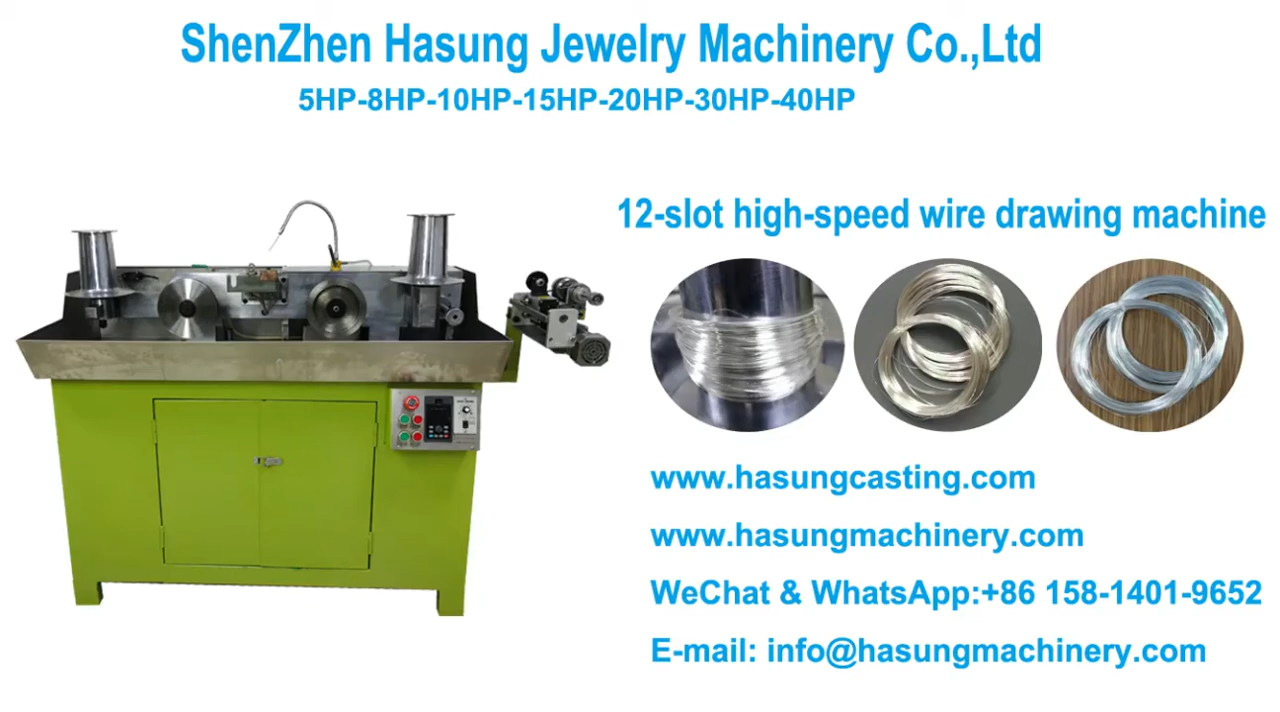 ShenZhen Hasung Jewelry Machinery Co.,Ltd
5HP-8HP-10HP-15HP-20HP-30HP-40HP
12-slot high-speed wire drawing machine
www.hasungcasting.com
www.hasungmachinery.com
WeChat & WhatsApp:+86 158-1401-9652
E-mail: info@hasungmachinery.com